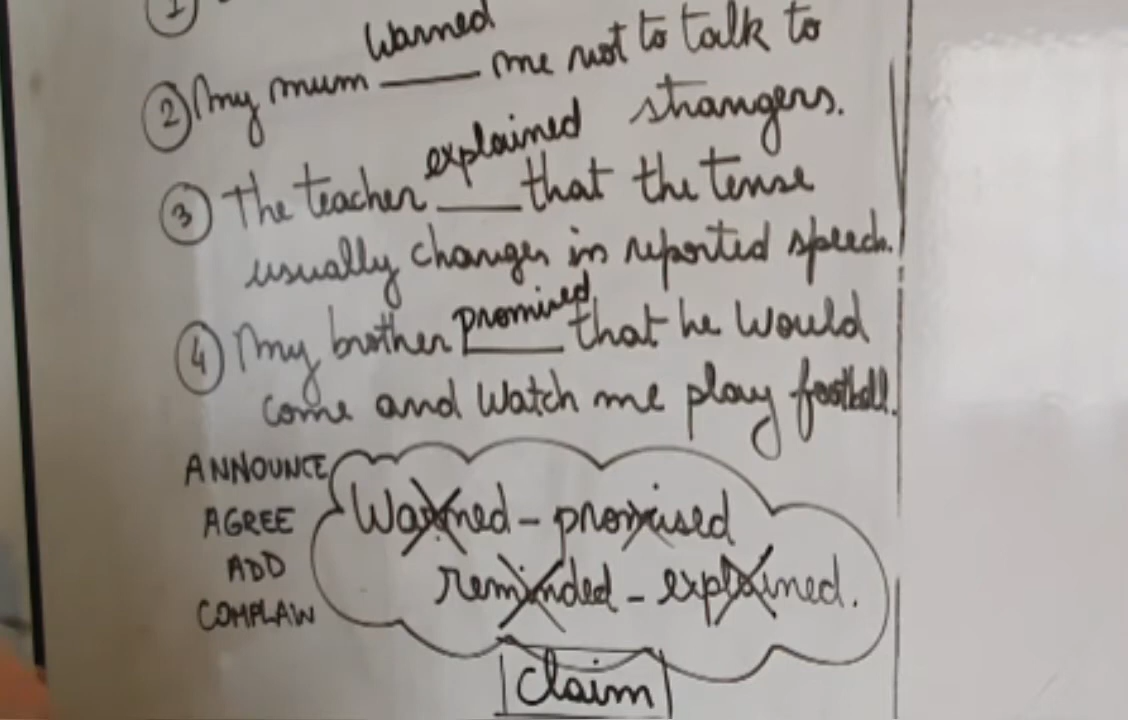 1
Warned
2 My mum ____ me not to talk to
strangers.
explained
3 The teacher ____ that the tense
usually changes in reported speech.
promised
4 My brother ____ that he would
come and watch me play football.
ANNOUNCE
AGREE
ADD
COMPLAIN
Warned - promised
reminded - explained.
Claim